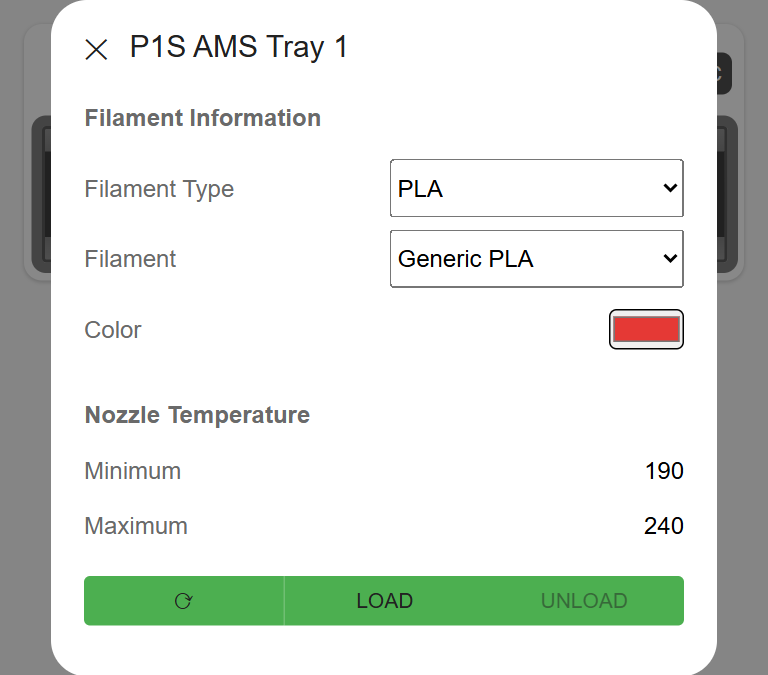 P1S AMS Tray 1
Filament Information
Filament Type PLA
Filament Generic PLA
Color
Nozzle Temperature
Minimum 190
Maximum 240
LOAD UNLOAD